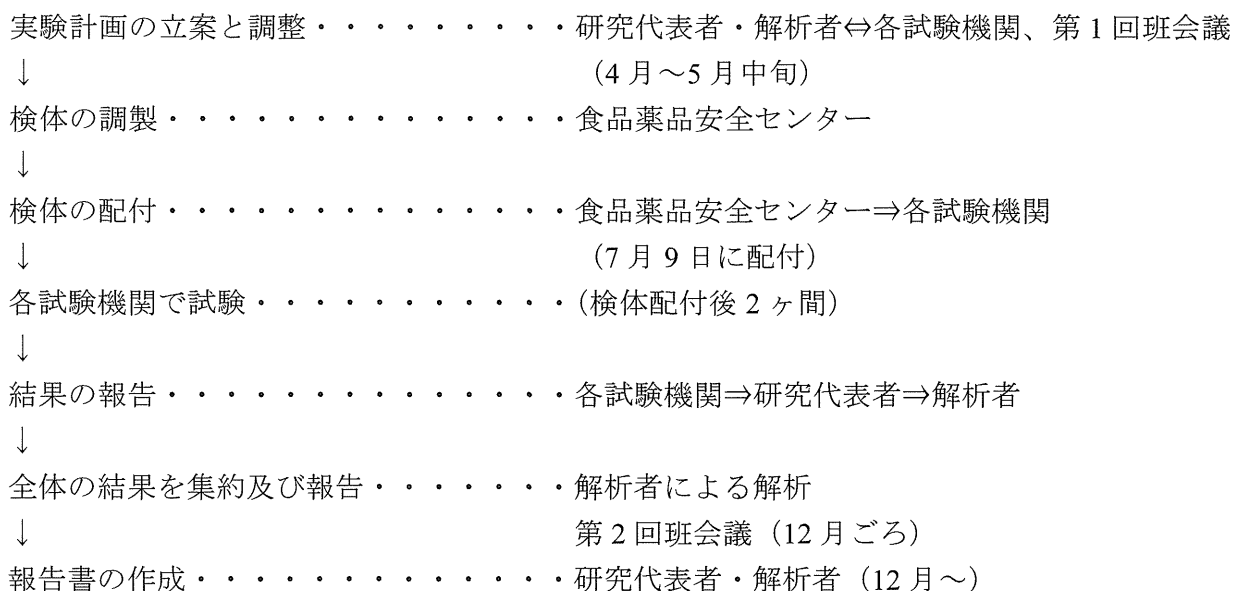 実験計画の立案と調整・・・・・・・・・研究代表者・解析者⇔各試験機関、第1回班会議
↓ (4月～5月中旬)
検体の調製・・・・・・・・・・・・・・食品薬品安全センター
↓
検体の配付・・・・・・・・・・・・・・食品薬品安全センター⇒各試験機関
↓ (7月9日に配付)
各試験機関で試験・・・・・・・・・・・(検体配付後2ヶ間)
↓
結果の報告・・・・・・・・・・・・・・各試験機関⇒研究代表者⇒解析者
↓
全体の結果を集約及び報告・・・・・・・解析者による解析
↓ 第2回班会議（12月ごろ）
報告書の作成・・・・・・・・・・・・・研究代表者・解析者（12月～）